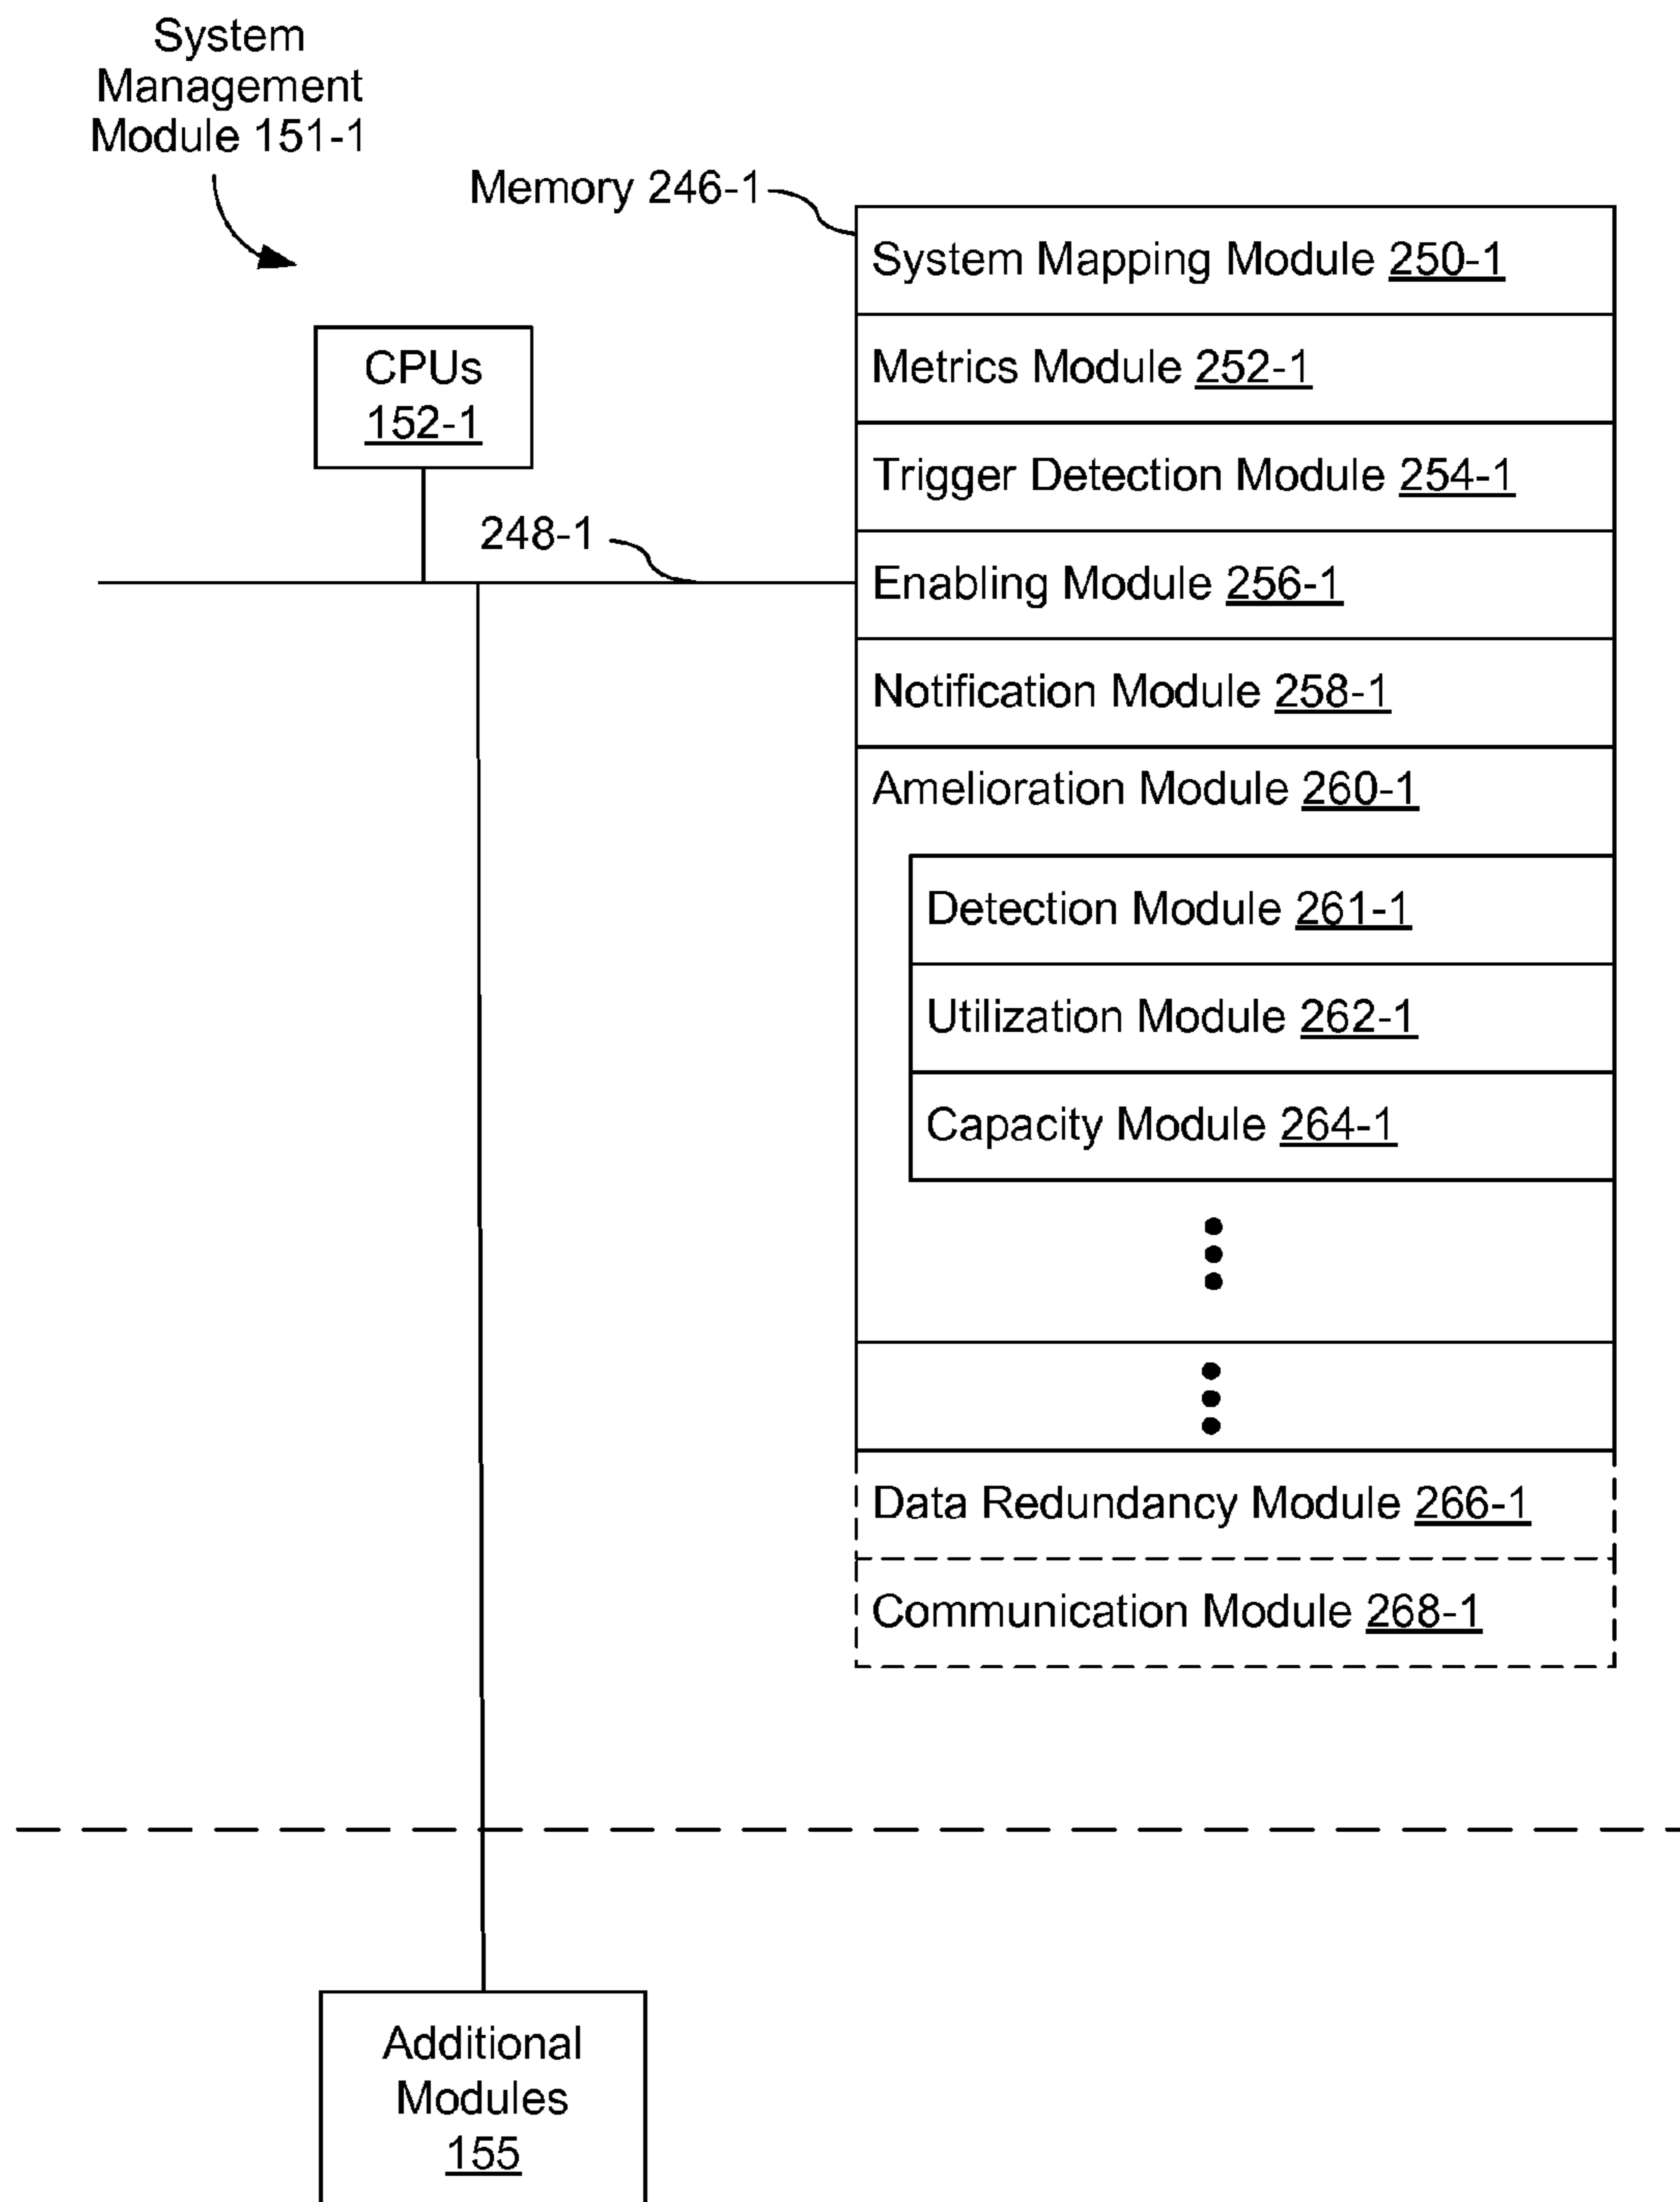 System
Management
Module 151-1
Memory 246-1
System Mapping Module 250-1
CPUs
152-1
Metrics Module 252-1
Trigger Detection Module 254-1
248-1
Enabling Module 256-1
Notification Module 258-1
Amelioration Module 260-1
Detection Module 261-1
Utilization Module 262-1
Capacity Module 264-1
Data Redundancy Module 266-1
Communication Module 268-1
Additional
Modules
155